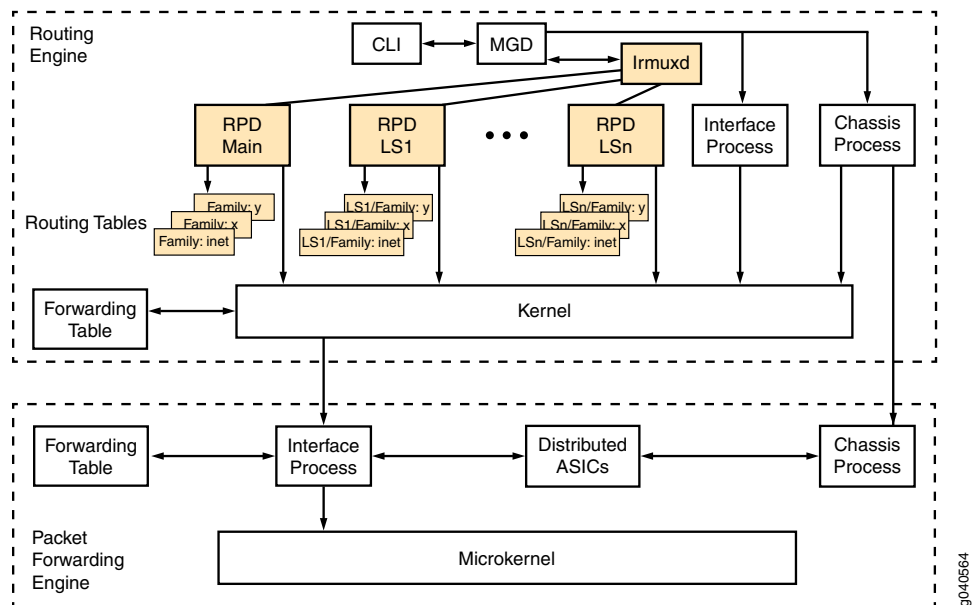 Routing
Engine
CLI
MGD
lrmuxd
RPD
Main
RPD
LS1
RPD
LSn
Interface
Process
Chassis
Process
Routing Tables
Family: y
Family: x
Family: inet
LS1/Family: y
LS1/Family: x
LS1/Family: inet
LSn/Family: y
LSn/Family: x
LSn/Family: inet
Forwarding
Table
Kernel
Forwarding
Table
Interface
Process
Distributed
ASICs
Chassis
Process
Packet
Forwarding
Engine
Microkernel
g040564